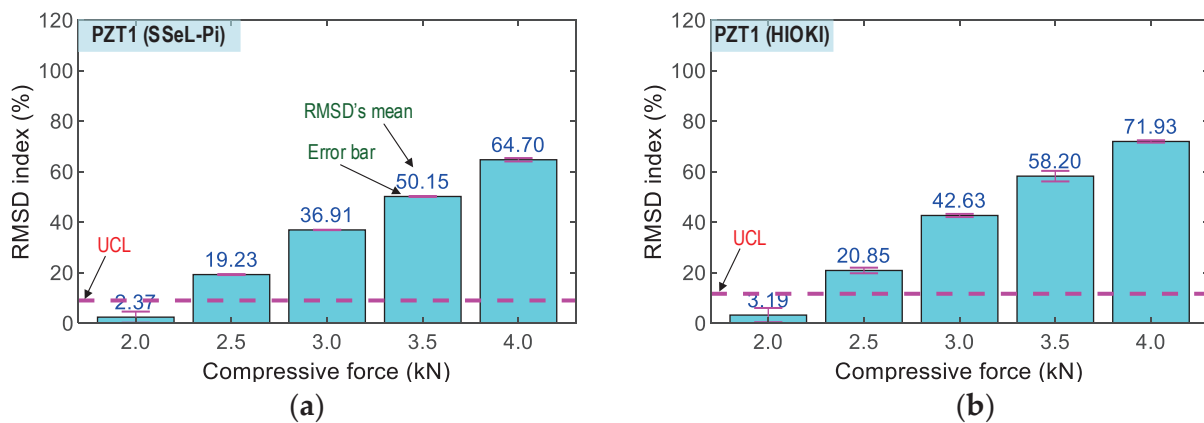 PZT1 (SSeL-Pi)
RMSD index (%)
120
100
80
60
40
20
0
RMSD's mean
Error bar
UCL
2.37
19.23
36.91
50.15
64.70
2.0 2.5 3.0 3.5 4.0
Compressive force (kN)
(a)
PZT1 (HIOKI)
RMSD index (%)
120
100
80
60
40
20
0
UCL
3.19
20.85
42.63
58.20
71.93
2.0 2.5 3.0 3.5 4.0
Compressive force (kN)
(b)